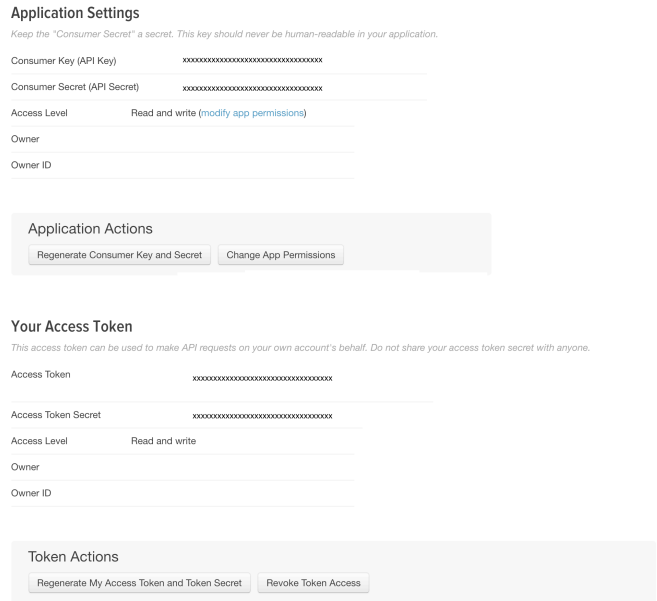 Application Settings
Keep the "Consumer Secret" a secret. This key should never be human-readable in your application.
Consumer Key (API Key) xxxxxxxxxxxxxxxxxxxxxxxxxxxxxxxxxx
Consumer Secret (API Secret) xxxxxxxxxxxxxxxxxxxxxxxxxxxxxxxxxx
Access Level Read and write (modify app permissions)
Owner
Owner ID
Application Actions
Regenerate Consumer Key and Secret Change App Permissions
Your Access Token
This access token can be used to make API requests on your own account's behalf. Do not share your access token secret with anyone.
Access Token xxxxxxxxxxxxxxxxxxxxxxxxxxxxxxxxxx
Access Token Secret xxxxxxxxxxxxxxxxxxxxxxxxxxxxxxxxxx
Access Level Read and write
Owner
Owner ID
Token Actions
Regenerate My Access Token and Token Secret Revoke Token Access